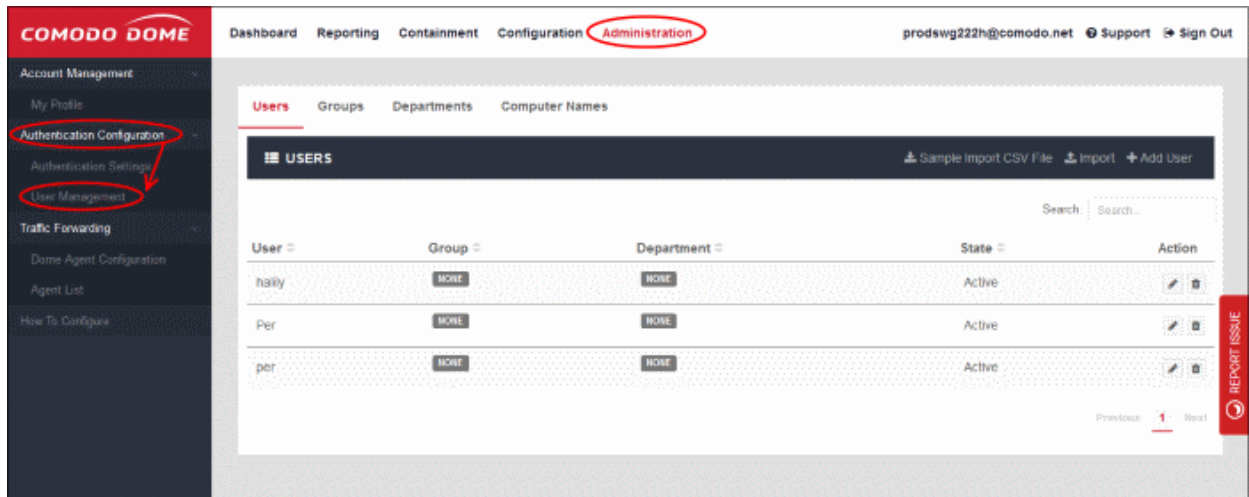 COMODO DOME
Dashboard Reporting Containment Configuration Administration prodswg222h@comodo.net Support Sign Out
Account Management
My Profile
Authentication Configuration
Authentication Settings
User Management
Traffic Forwarding
Dome Agent Configuration
Agent List
How To Configure
Users Groups Departments Computer Names
USERS Sample Import CSV File Import Add User
Search: Search...
User Group Department State Action
halily NONE NONE Active
Per NONE NONE Active
per NONE NONE Active
Previous 1 Next
REPORT ISSUE